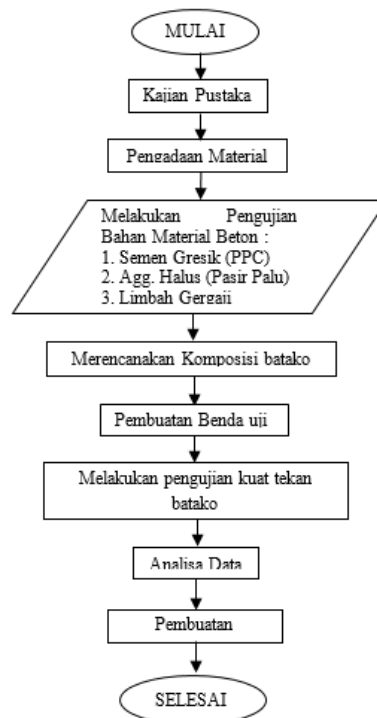 MULAI
Kajian Pustaka
Pengadaan Material
Melakukan Pengujian
Bahan Material Beton :
1. Semen Gresik (PPC)
2. Agg. Halus (Pasir Palu)
3. Limbah Gergaji
Merencanakan Komposisi batako
Pembuatan Benda uji
Melakukan pengujian kuat tekan
batako
Analisa Data
Pembuatan
SELESAI